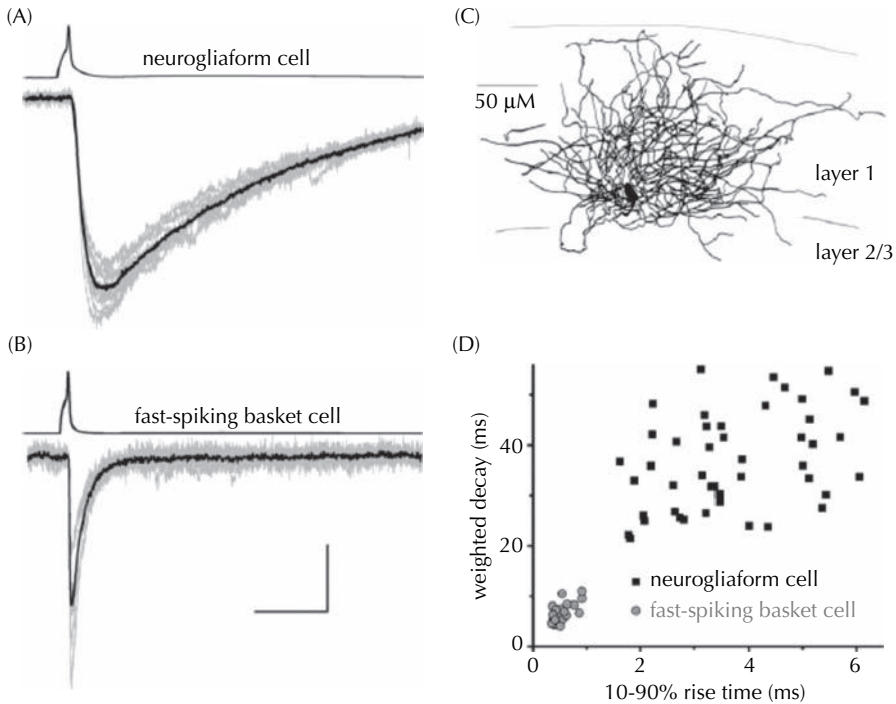 (A)
neurogliaform cell
(B)
fast-spiking basket cell
(C)
50 μM
layer 1
layer 2/3
(D)
weighted decay (ms)
40
20
0
neurogliaform cell
fast-spiking basket cell
0 2 4 6
10-90% rise time (ms)